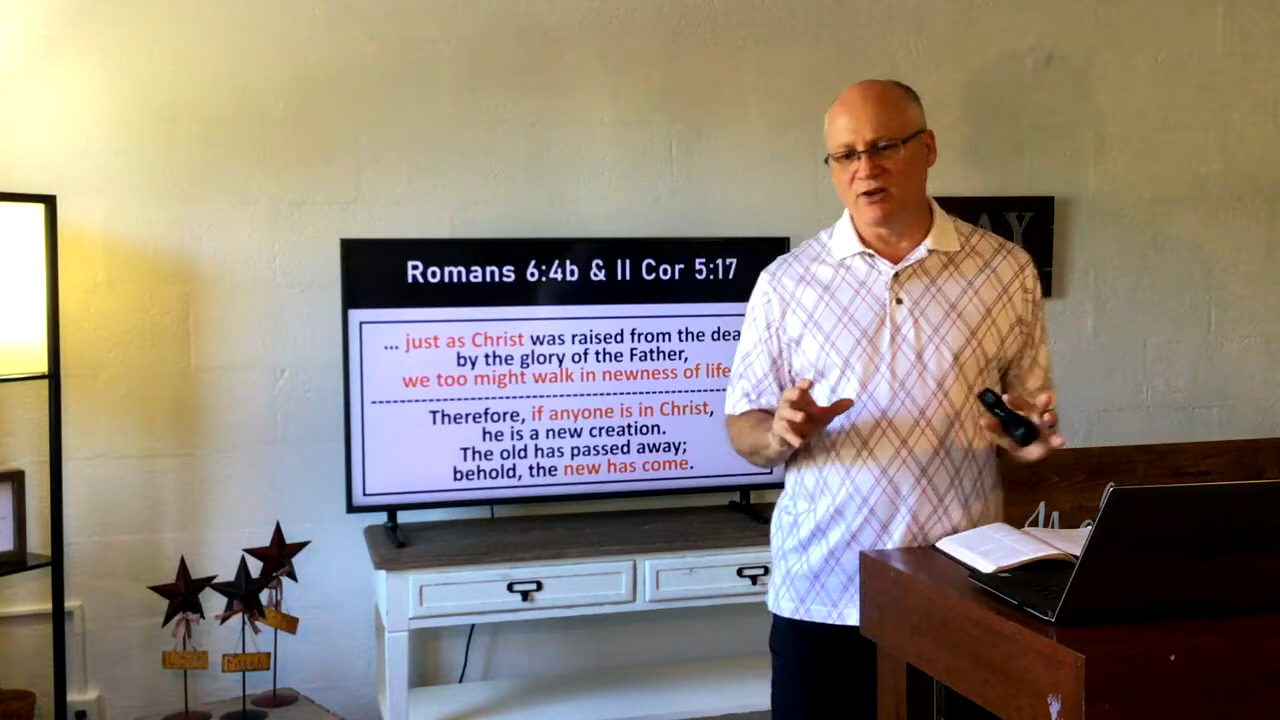 Romans 6:4b & II Cor 5:17
... just as Christ was raised from the dea
by the glory of the Father,
we too might walk in newness of life
Therefore, if anyone is in Christ,
he is a new creation.
The old has passed away;
behold, the new has come.
AY